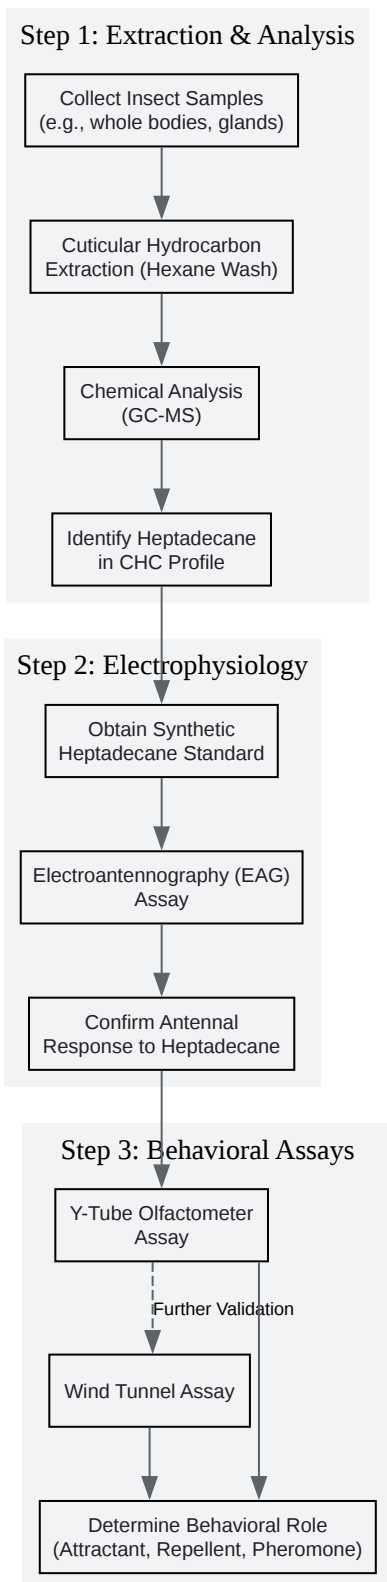 Step 1: Extraction & Analysis
Collect Insect Samples
(e.g., whole bodies, glands)
Cuticular Hydrocarbon
Extraction (Hexane Wash)
Chemical Analysis
(GC-MS)
Identify Heptadecane
in CHC Profile
Step 2: Electrophysiology
Obtain Synthetic
Heptadecane Standard
Electroantennography (EAG)
Assay
Confirm Antennal
Response to Heptadecane
Step 3: Behavioral Assays
Y-Tube Olfactometer
Assay
Further Validation
Wind Tunnel Assay
Determine Behavioral Role
(Attractant, Repellent, Pheromone)